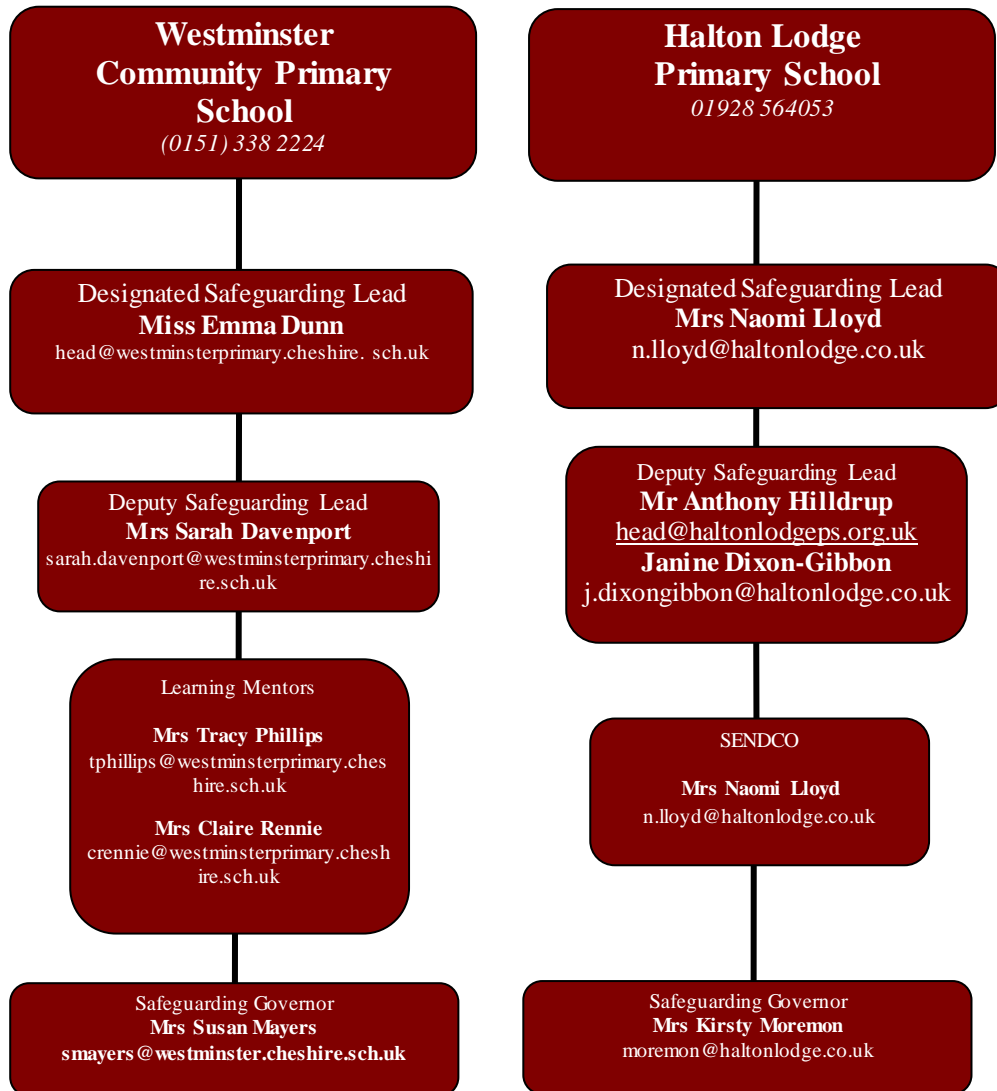 Westminster
Community Primary
School
(0151) 338 2224
Designated Safeguarding Lead
Miss Emma Dunn
head@westminsterprimary.cheshire. sch.uk
Deputy Safeguarding Lead
Mrs Sarah Davenport
sarah.davenport@westminsterprimary.cheshi
re.sch.uk
Learning Mentors
Mrs Tracy Phillips
tphillips@westminsterprimary.ches
hire.sch.uk
Mrs Claire Rennie
crennie@westminsterprimary.chesh
ire.sch.uk
Safeguarding Governor
Mrs Susan Mayers
smayers@westminster.cheshire.sch.uk
Halton Lodge
Primary School
01928 564053
Designated Safeguarding Lead
Mrs Naomi Lloyd
n.lloyd@haltonlodge.co.uk
Deputy Safeguarding Lead
Mr Anthony Hilldrup
head@haltonlodgeps.org.uk
Janine Dixon-Gibbon
j.dixongibbon@haltonlodge.co.uk
SENDCO
Mrs Naomi Lloyd
n.lloyd@haltonlodge.co.uk
Safeguarding Governor
Mrs Kirsty Moremon
moremon@haltonlodge.co.uk